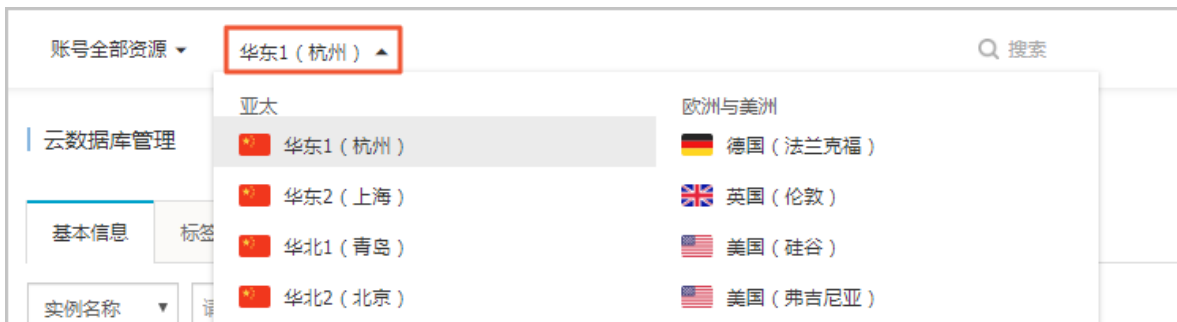 账号全部资源 华东1（杭州） 搜索
亚太 欧洲与美洲
云数据库管理 华东1（杭州） 德国（法兰克福）
华东2（上海） 英国（伦敦）
基本信息 标签 华北1（青岛） 美国（硅谷）
实例名称 华北2（北京） 美国（弗吉尼亚）